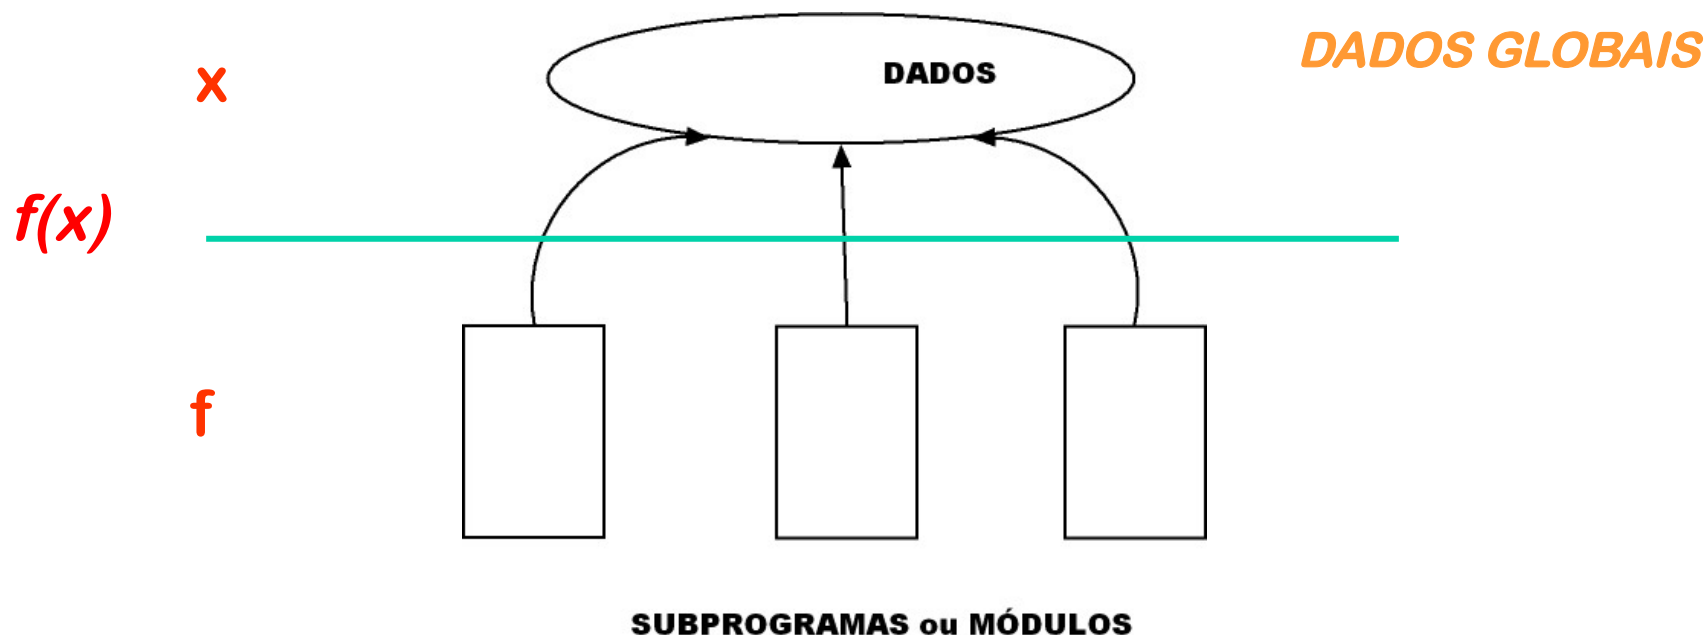 DADOS GLOBAIS
x
DADOS
f(x)
f
SUBPROGRAMAS ou MÓDULOS